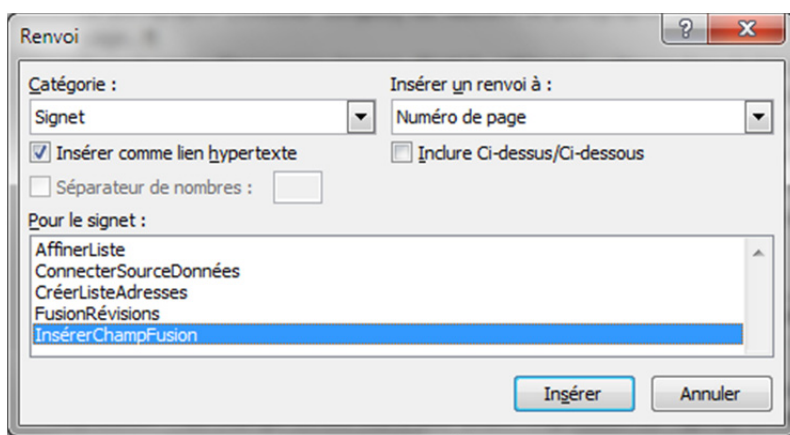 Renvoi
Catégorie :
Insérer un renvoi à :
Signet
Numéro de page
Insérer comme lien hypertexte
Inclure Ci-dessus/Ci-dessous
Séparateur de nombres :
Pour le signet :
AffinerListe
ConnecterSourceDonnées
CréerListeAdresses
FusionRévisions
InsérerChampFusion
Insérer
Annuler